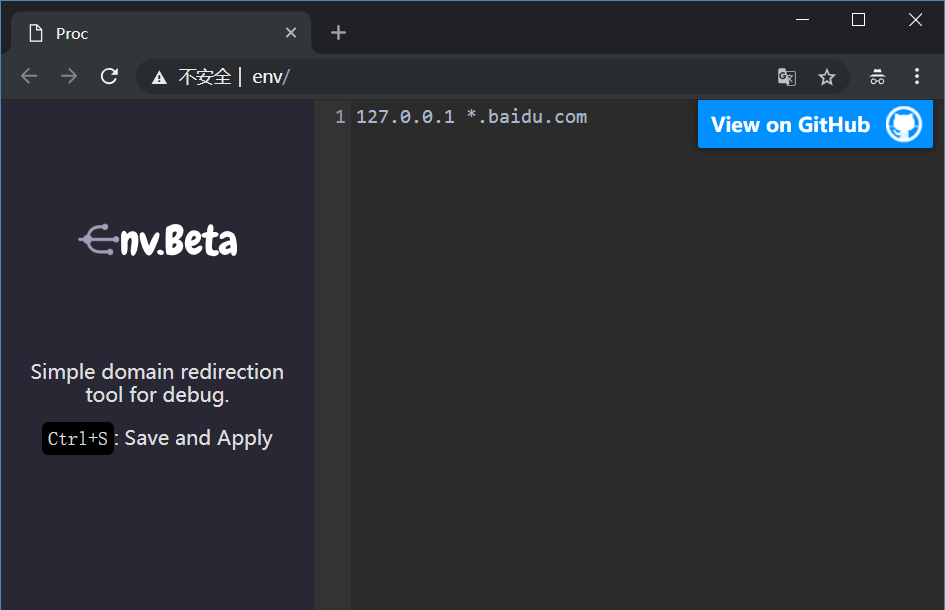 Proc
不安全 | env/
1 127.0.0.1 *.baidu.com
View on GitHub
Env.Beta
Simple domain redirection
tool for debug.
Ctrl+S : Save and Apply